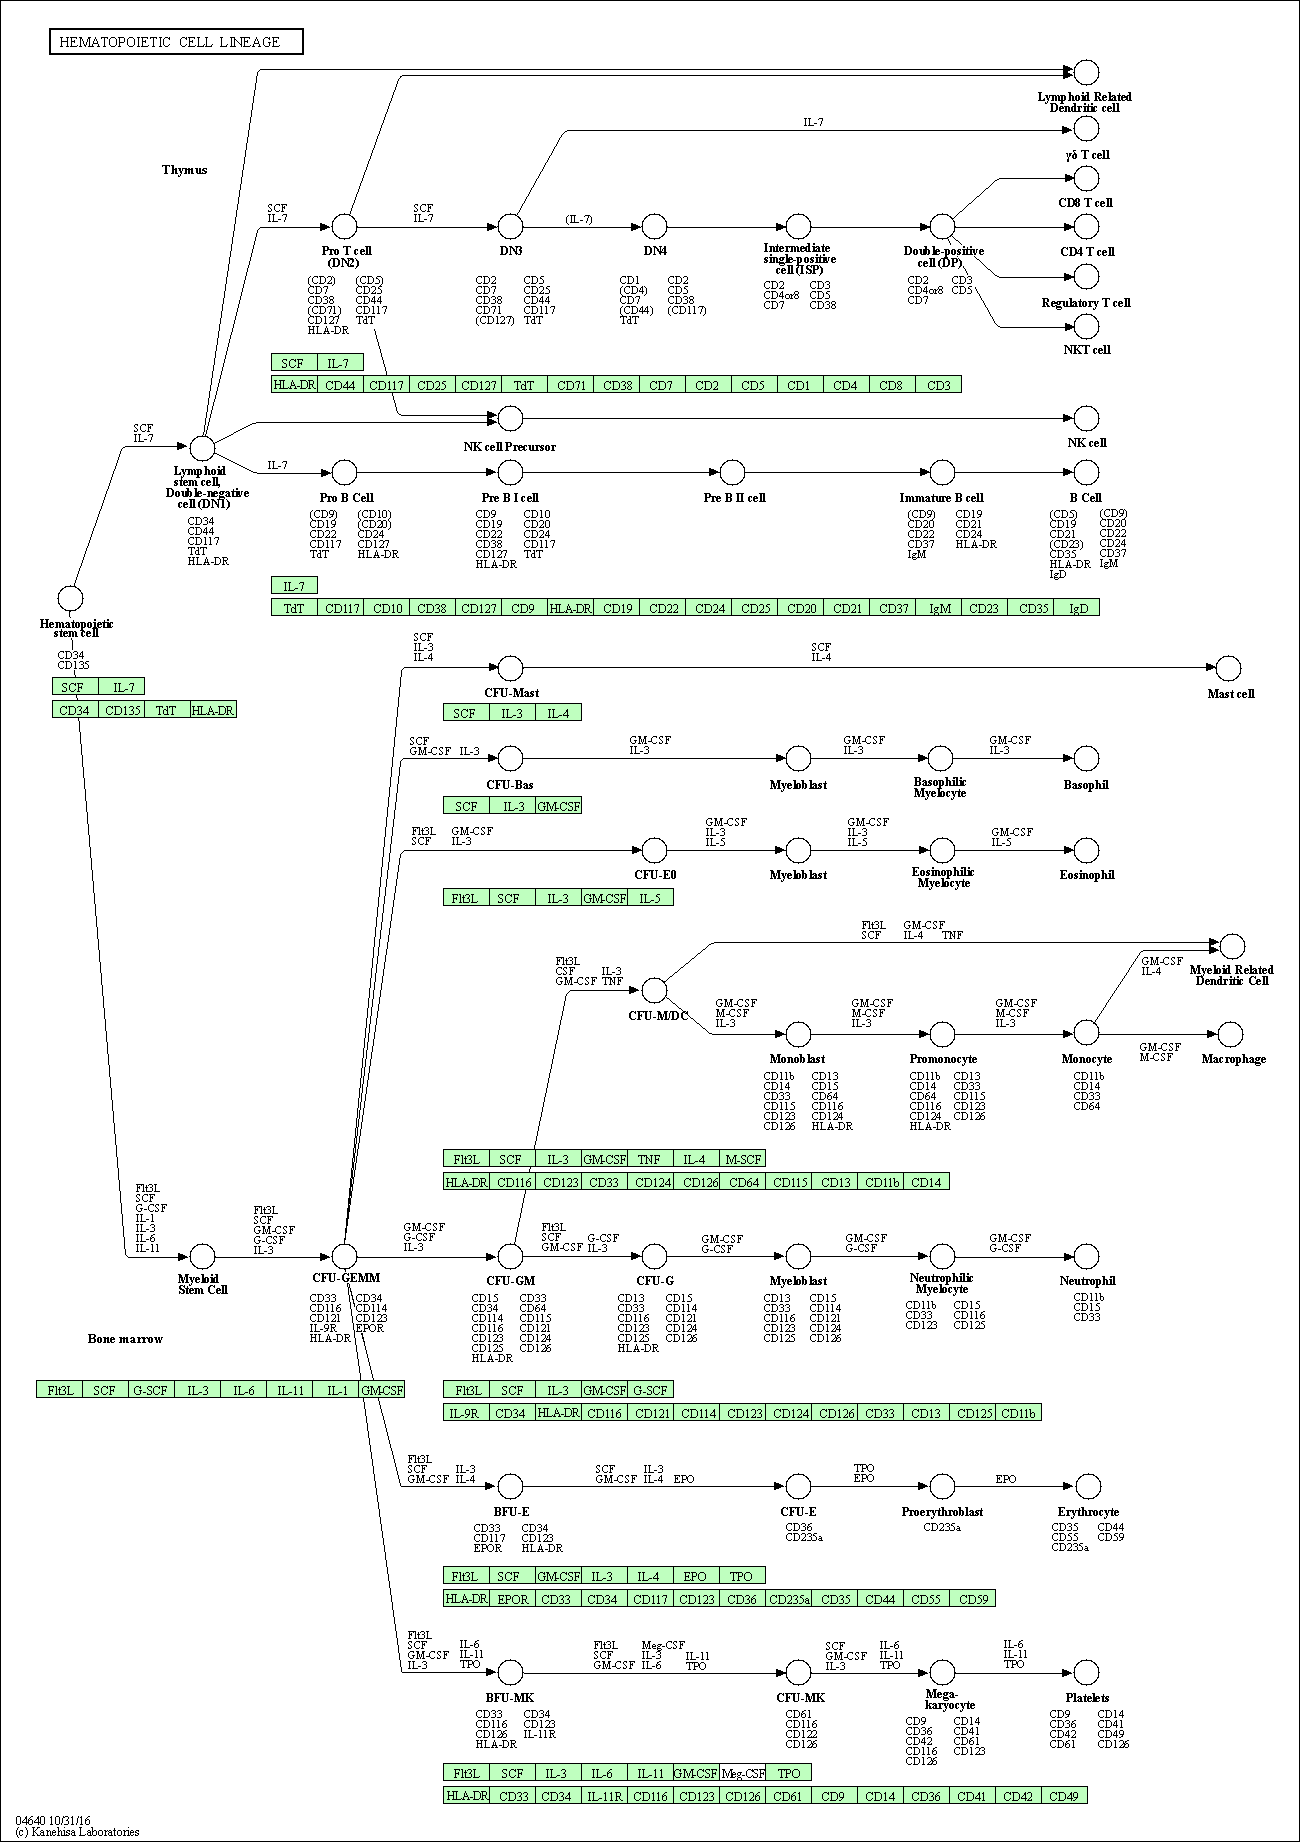 HEMATOPOIETIC CELL LINEAGE
Lymphoid Related
Dendritic cell
IL-7
γδ T cell
Thymus
CD8 T cell
SCF
IL-7
SCF
IL-7
(IL-7)
Pro T cell
(DN2)
DN3
DN4
Intermediate
single-positive
cell (ISP)
Double-positive
cell (DP)
CD4 T cell
Regulatory T cell
NKT cell
(CD2) (CD5)
CD7 CD25
CD38 CD44
(CD71) CD117
CD127 TdT
HLA-DR
CD2 CD5
CD7 CD25
CD38 CD44
CD71 CD117
(CD127) TdT
CD1 CD2
(CD4) CD5
CD7 CD38
(CD44) (CD117)
TdT
CD2 CD3
CD4or8 CD5
CD7 CD38
CD2 CD3
CD4or8 CD5
CD7
SCF IL-7
HLA-DR CD44 CD117 CD25 CD127 TdT CD71 CD38 CD7 CD2 CD5 CD1 CD4 CD8 CD3
SCF
IL-7
NK cell Precursor
NK cell
Lymphoid
stem cell,
Double-negative
cell (DN1)
CD34
CD44
CD117
TdT
HLA-DR
IL-7
Pro B Cell
Pre B I cell
Pre B II cell
Immature B cell
B Cell
(CD9) (CD10)
CD19 (CD20)
CD22 CD24
CD117 CD127
TdT HLA-DR
CD9 CD10
CD19 CD20
CD22 CD24
CD38 CD117
CD127 TdT
HLA-DR
(CD9) CD19
CD20 CD21
CD22 CD24
CD37 HLA-DR
IgM
(CD5) (CD9)
CD19 CD20
CD21 CD22
(CD23) CD24
CD35 CD37
HLA-DR IgM
IgD
IL-7
TdT CD117 CD10 CD38 CD127 CD9 HLA-DR CD19 CD22 CD24 CD25 CD20 CD21 CD37 IgM CD23 CD35 IgD
Hematopoietic
stem cell
CD34
CD135
SCF IL-7
CD34 CD135 TdT HLA-DR
SCF
IL-3
IL-4
SCF
IL-4
CFU-Mast
Mast cell
SCF IL-3 IL-4
SCF
GM-CSF IL-3
GM-CSF
IL-3
GM-CSF
IL-3
GM-CSF
IL-3
CFU-Bas
Myeloblast
Basophilic
Myelocyte
Basophil
SCF IL-3 GM-CSF
Flt3L GM-CSF
SCF IL-3
GM-CSF
IL-3
IL-5
GM-CSF
IL-3
IL-5
GM-CSF
IL-5
CFU-E0
Myeloblast
Eosinophilic
Myelocyte
Eosinophil
Flt3L SCF IL-3 GM-CSF IL-5
Flt3L GM-CSF
SCF IL-4 TNF
Flt3L
CSF IL-3
GM-CSF TNF
GM-CSF
IL-4
Myeloid Related
Dendritic Cell
CFU-M/DC
GM-CSF
M-CSF
IL-3
GM-CSF
M-CSF
IL-3
GM-CSF
M-CSF
IL-3
GM-CSF
M-CSF
Monoblast
Promonocyte
Monocyte
Macrophage
CD11b CD13
CD14 CD15
CD33 CD64
CD115 CD116
CD123 CD124
CD126 HLA-DR
CD11b CD13
CD14 CD33
CD64 CD115
CD116 CD123
CD124 CD126
HLA-DR
CD11b
CD14
CD33
CD64
Flt3L SCF IL-3 GM-CSF TNF IL-4 M-SCF
HLA-DR CD116 CD123 CD33 CD124 CD126 CD64 CD115 CD13 CD11b CD14
Flt3L
SCF
G-CSF
IL-1
IL-3
IL-6
IL-11
Flt3L
SCF
GM-CSF
G-CSF
IL-3
GM-CSF
G-CSF
IL-3
Flt3L
SCF G-CSF
GM-CSF IL-3
GM-CSF
G-CSF
GM-CSF
G-CSF
GM-CSF
G-CSF
Myeloid
Stem Cell
CFU-GEMM
CFU-GM
CFU-G
Myeloblast
Neutrophilic
Myelocyte
Neutrophil
CD33 CD34
CD116 CD114
CD121 CD123
IL-9R EPOR
HLA-DR
CD15 CD33
CD34 CD64
CD114 CD115
CD116 CD121
CD123 CD124
CD125 CD126
HLA-DR
CD13 CD15
CD33 CD114
CD116 CD121
CD123 CD124
CD125 CD126
HLA-DR
CD13 CD15
CD33 CD114
CD116 CD121
CD123 CD124
CD125 CD126
CD11b CD15
CD33 CD116
CD123 CD125
CD11b
CD15
CD33
Bone marrow
Flt3L SCF G-SCF IL-3 IL-6 IL-11 IL-1 GM-CSF
Flt3L SCF IL-3 GM-CSF G-SCF
IL-9R CD34 HLA-DR CD116 CD121 CD114 CD123 CD124 CD126 CD33 CD13 CD125 CD11b
Flt3L
SCF IL-3
GM-CSF IL-4
SCF IL-3
GM-CSF IL-4 EPO
TPO
EPO
EPO
BFU-E
CFU-E
Proerythroblast
Erythrocyte
CD33 CD34
CD117 CD123
EPOR HLA-DR
CD36
CD235a
CD235a
CD35 CD44
CD55 CD59
CD235a
Flt3L SCF GM-CSF IL-3 IL-4 EPO TPO
HLA-DR EPOR CD33 CD34 CD117 CD123 CD36 CD235a CD35 CD44 CD55 CD59
Flt3L
SCF IL-6
GM-CSF IL-11
IL-3 TPO
Flt3L Meg-CSF
SCF IL-3 IL-11
GM-CSF IL-6 TPO
SCF IL-6
GM-CSF IL-11
IL-3 TPO
IL-6
IL-11
TPO
BFU-MK
CFU-MK
Mega-
karyocyte
Platelets
CD33 CD34
CD116 CD123
CD126 IL-11R
HLA-DR
CD61
CD116
CD122
CD126
CD9 CD14
CD36 CD41
CD42 CD61
CD116 CD123
CD126
CD9 CD14
CD36 CD41
CD42 CD49
CD61 CD126
Flt3L SCF IL-3 IL-6 IL-11 GM-CSF Meg-CSF TPO
HLA-DR CD33 CD34 IL-11R CD116 CD123 CD126 CD61 CD9 CD14 CD36 CD41 CD42 CD49
04640 10/31/16
(c) Kanehisa Laboratories